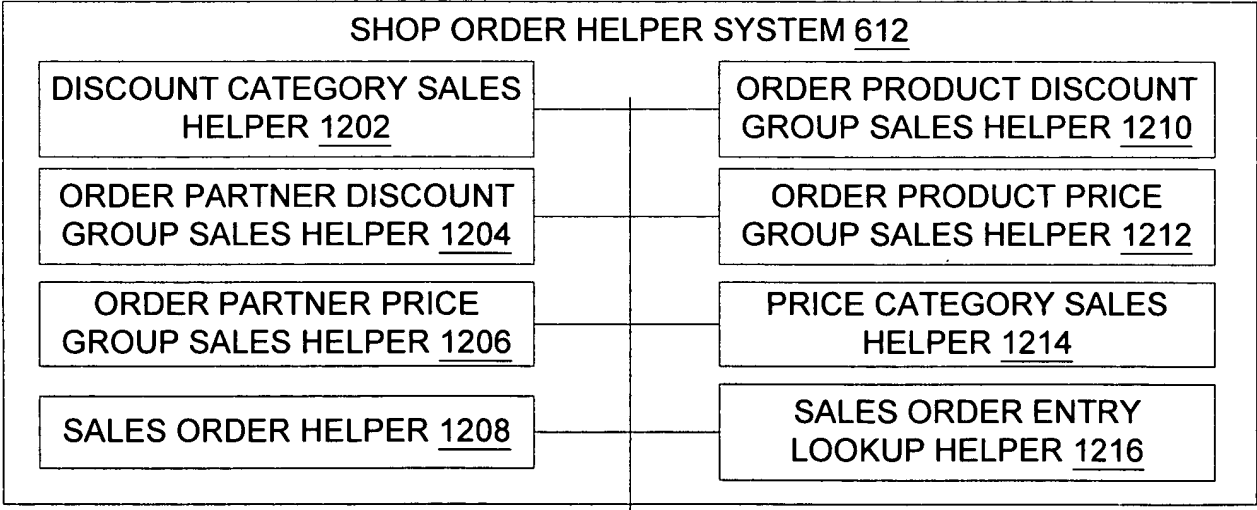 SHOP ORDER HELPER SYSTEM 612
DISCOUNT CATEGORY SALES
HELPER 1202
ORDER PARTNER DISCOUNT
GROUP SALES HELPER 1204
ORDER PARTNER PRICE
GROUP SALES HELPER 1206
SALES ORDER HELPER 1208
ORDER PRODUCT DISCOUNT
GROUP SALES HELPER 1210
ORDER PRODUCT PRICE
GROUP SALES HELPER 1212
PRICE CATEGORY SALES
HELPER 1214
SALES ORDER ENTRY
LOOKUP HELPER 1216